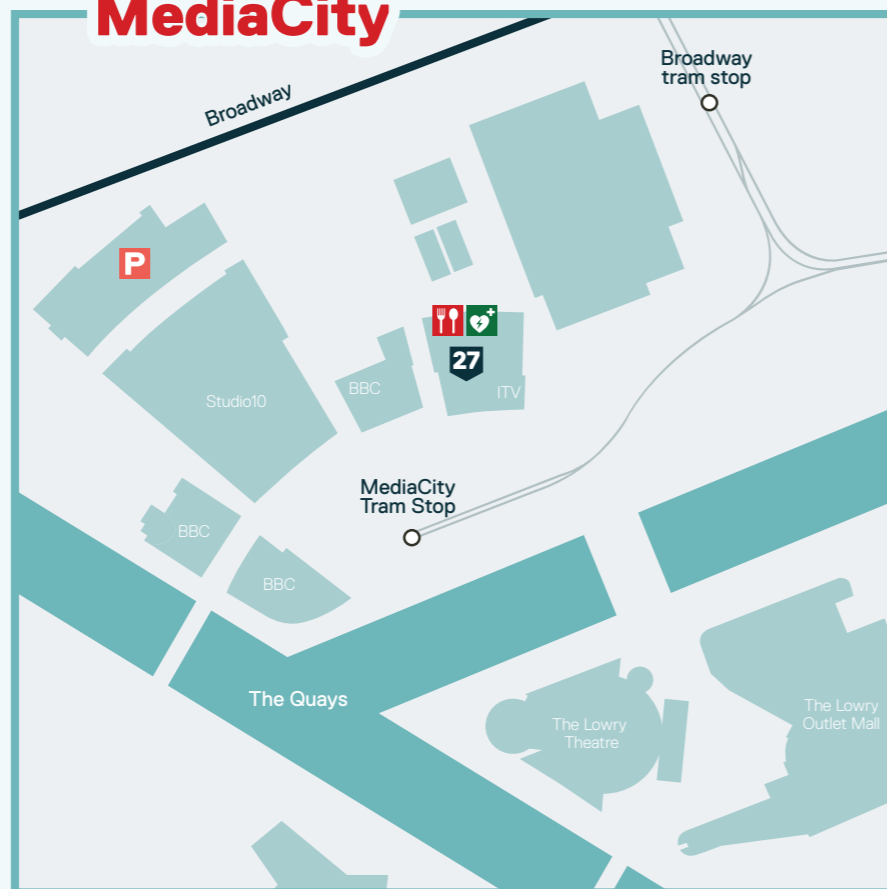 MediaCity
Broadway
tram stop
Broadway
P
27
BBC
ITV
Studio10
MediaCity
Tram Stop
BBC
BBC
The Quays
The Lowry
Theatre
The Lowry
Outlet Mall